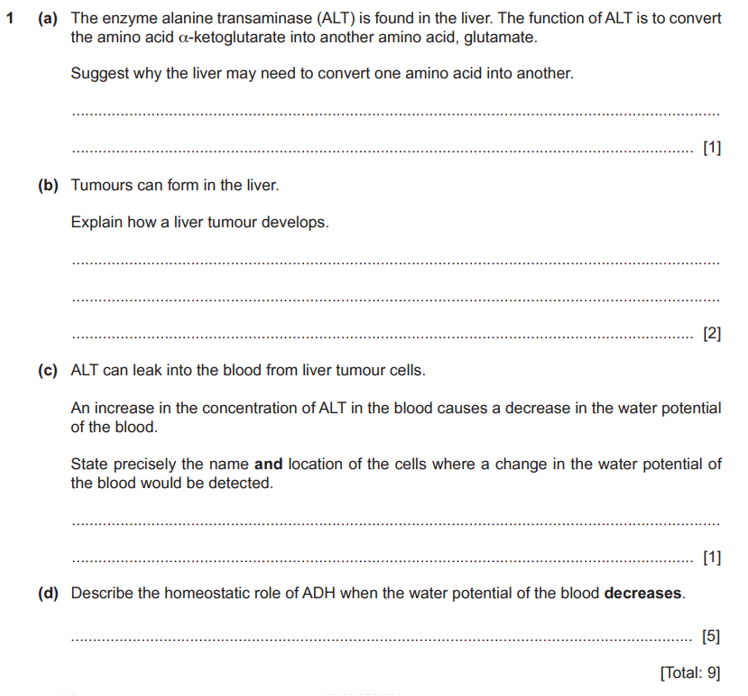 1 (a) The enzyme alanine transaminase (ALT) is found in the liver. The function of ALT is to convert
the amino acid α-ketoglutarate into another amino acid, glutamate.
Suggest why the liver may need to convert one amino acid into another.
................................................................................
................................................................................ [1]
(b) Tumours can form in the liver.
Explain how a liver tumour develops.
................................................................................
................................................................................
................................................................................ [2]
(c) ALT can leak into the blood from liver tumour cells.
An increase in the concentration of ALT in the blood causes a decrease in the water potential
of the blood.
State precisely the name and location of the cells where a change in the water potential of
the blood would be detected.
................................................................................
................................................................................ [1]
(d) Describe the homeostatic role of ADH when the water potential of the blood decreases.
................................................................................ [5]
[Total: 9]